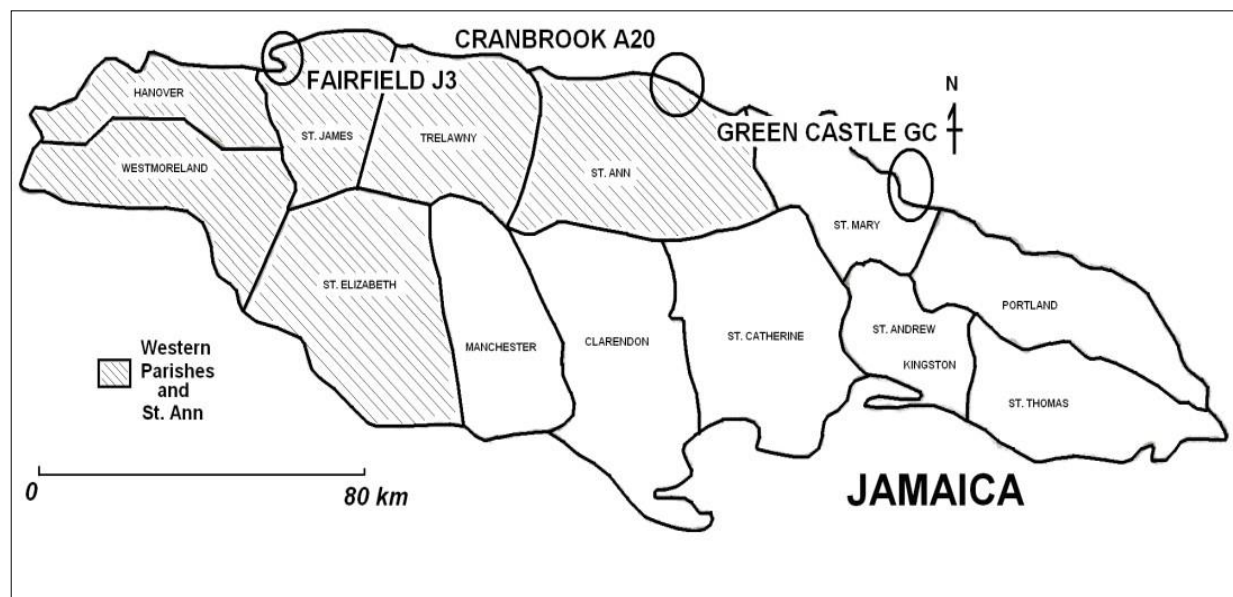 CRANBROOK A20
FAIRFIELD J3
N
HANOVER
GREEN CASTLE GC
ST. JAMES
TRELAWNY
WESTMORELAND
ST. ANN
ST. MARY
ST. ELIZABETH
PORTLAND
ST. ANDREW
MANCHESTER
CLARENDON
ST. CATHERINE
KINGSTON
Western
Parishes
and
St. Ann
ST. THOMAS
JAMAICA
0
80 km